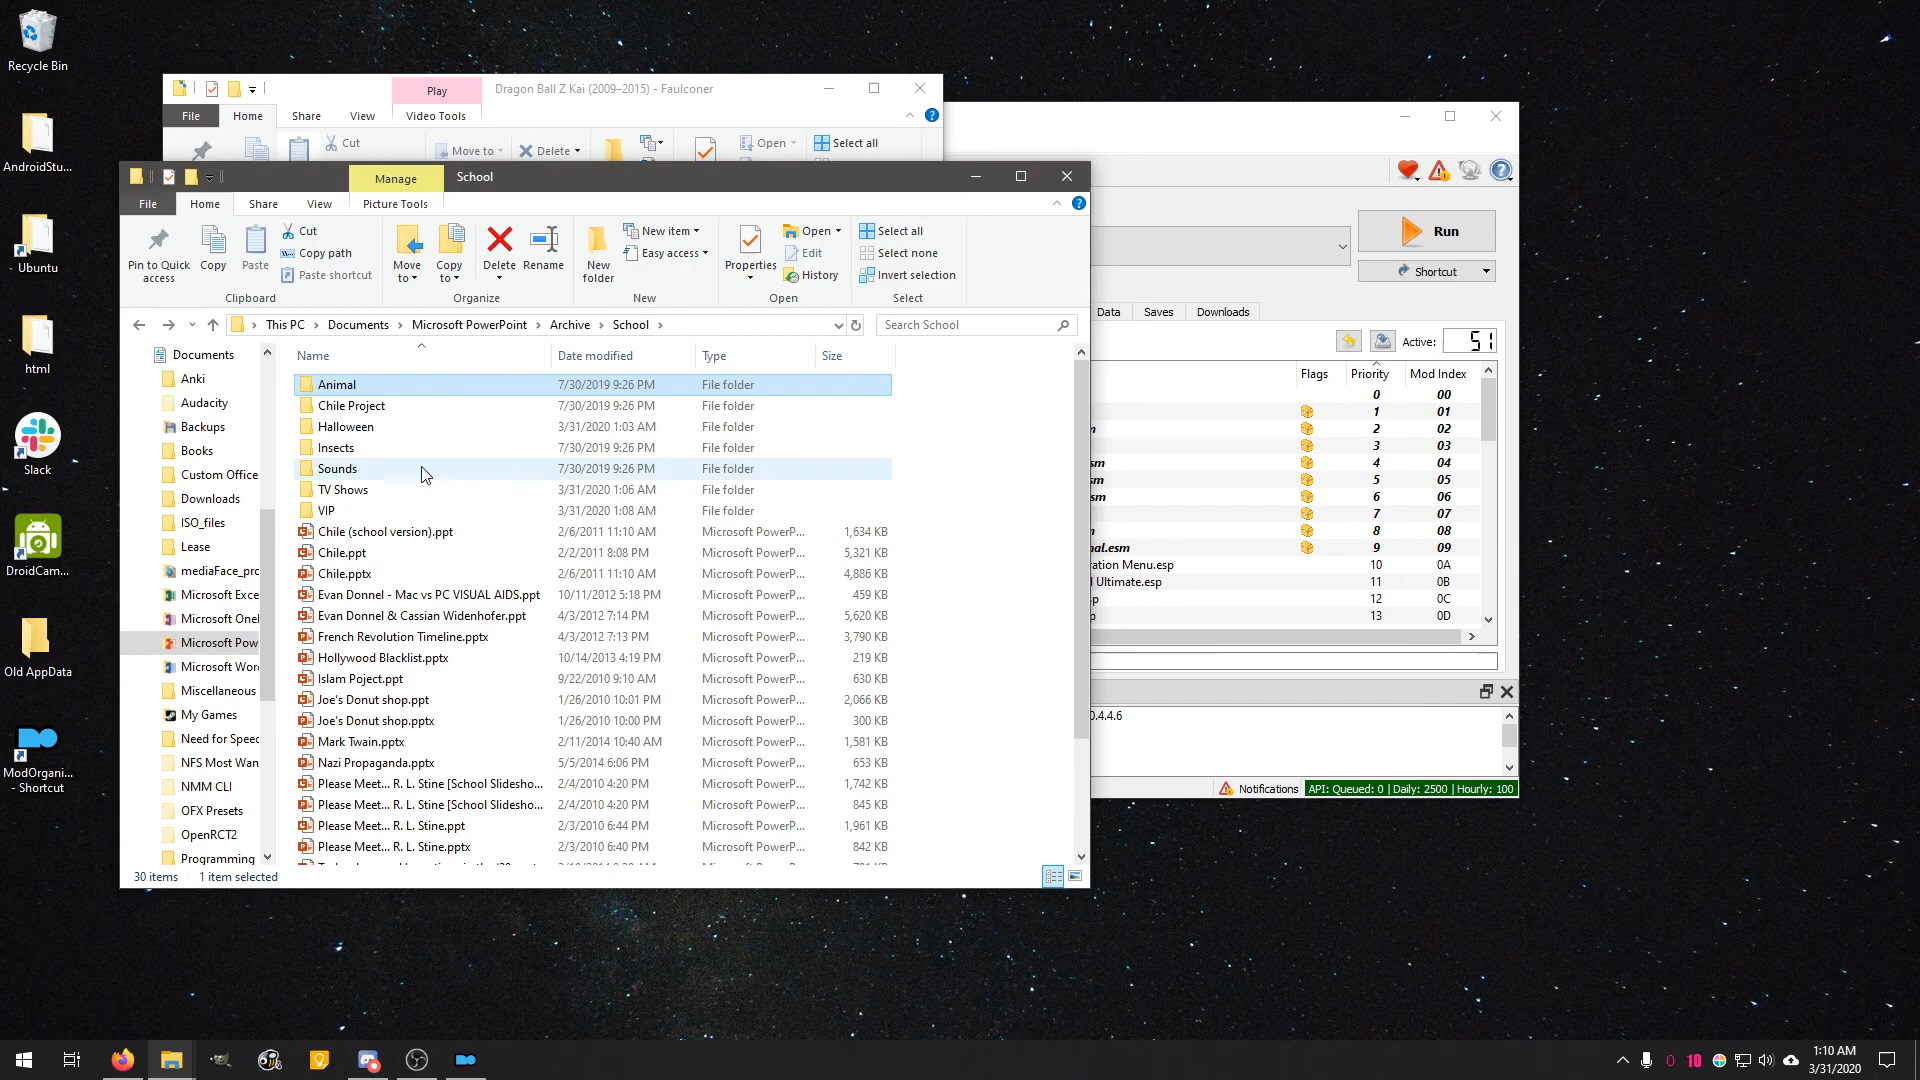 Recycle Bin
AndroidStu...
Ubuntu
html
Slack
DroidCam...
Old AppData
ModOrgani...
- Shortcut
Play
Dragon Ball Z Kai (2009–2015) - Faulconer
File
Home
Share
View
Video Tools
Cut
Move to
Delete
Open
Select all
Manage
School
File
Home
Share
View
Picture Tools
Pin to Quick access
Copy
Paste
Cut
Copy path
Paste shortcut
Clipboard
Move to
Copy to
Delete
Rename
Organize
New folder
New item
Easy access
New
Properties
Open
Edit
History
Open
Select all
Select none
Invert selection
Select
This PC > Documents > Microsoft PowerPoint > Archive > School >
Search School
Documents
Anki
Audacity
Backups
Books
Custom Office
Downloads
ISO_files
Lease
mediaFace_pro
Microsoft Exce
Microsoft One
Microsoft Pow
Microsoft Word
Miscellaneous
My Games
Need for Speed
NFS Most Wan
NMM CLI
OFX Presets
OpenRCT2
Programming
Name Date modified Type Size
Animal 7/30/2019 9:26 PM File folder
Chile Project 7/30/2019 9:26 PM File folder
Halloween 3/31/2020 1:03 AM File folder
Insects 7/30/2019 9:26 PM File folder
Sounds 7/30/2019 9:26 PM File folder
TV Shows 3/31/2020 1:06 AM File folder
VIP 3/31/2020 1:08 AM File folder
Chile (school version).ppt 2/6/2011 11:10 AM Microsoft PowerP... 1,634 KB
Chile.ppt 2/2/2011 8:08 PM Microsoft PowerP... 5,321 KB
Chile.pptx 2/6/2011 11:10 AM Microsoft PowerP... 4,886 KB
Evan Donnel - Mac vs PC VISUAL AIDS.ppt 10/11/2012 5:18 PM Microsoft PowerP... 459 KB
Evan Donnel & Cassian Widenhofer.ppt 4/3/2012 7:14 PM Microsoft PowerP... 5,620 KB
French Revolution Timeline.pptx 4/3/2012 7:13 PM Microsoft PowerP... 3,790 KB
Hollywood Blacklist.pptx 10/14/2013 4:19 PM Microsoft PowerP... 219 KB
Islam Poject.ppt 9/22/2010 9:10 AM Microsoft PowerP... 630 KB
Joe's Donut shop.ppt 1/26/2010 10:01 PM Microsoft PowerP... 2,066 KB
Joe's Donut shop.pptx 1/26/2010 10:00 PM Microsoft PowerP... 300 KB
Mark Twain.pptx 2/11/2014 10:40 AM Microsoft PowerP... 1,581 KB
Nazi Propaganda.pptx 5/5/2014 6:06 PM Microsoft PowerP... 653 KB
Please Meet... R. L. Stine [School Slidesho... 2/4/2010 4:20 PM Microsoft PowerP... 1,742 KB
Please Meet... R. L. Stine [School Slidesho... 2/4/2010 4:20 PM Microsoft PowerP... 845 KB
Please Meet... R. L. Stine.ppt 2/3/2010 6:44 PM Microsoft PowerP... 1,961 KB
Please Meet... R. L. Stine.pptx 2/3/2010 6:40 PM Microsoft PowerP... 842 KB
30 items 1 item selected
Run
Shortcut
Data
Saves
Downloads
Active: 51
Flags Priority Mod Index
0 00
1 01
2 02
3 03
sm 4 04
sm 5 05
sm 6 06
7 07
8 08
nal.esm 9 09
ration Menu.esp 10 0A
l Ultimate.esp 11 0B
sp 12 0C
p 13 0D
0.4.4.6
Notifications
API: Queued: 0 | Daily: 2500 | Hourly: 100
0
10
1:10 AM
3/31/2020